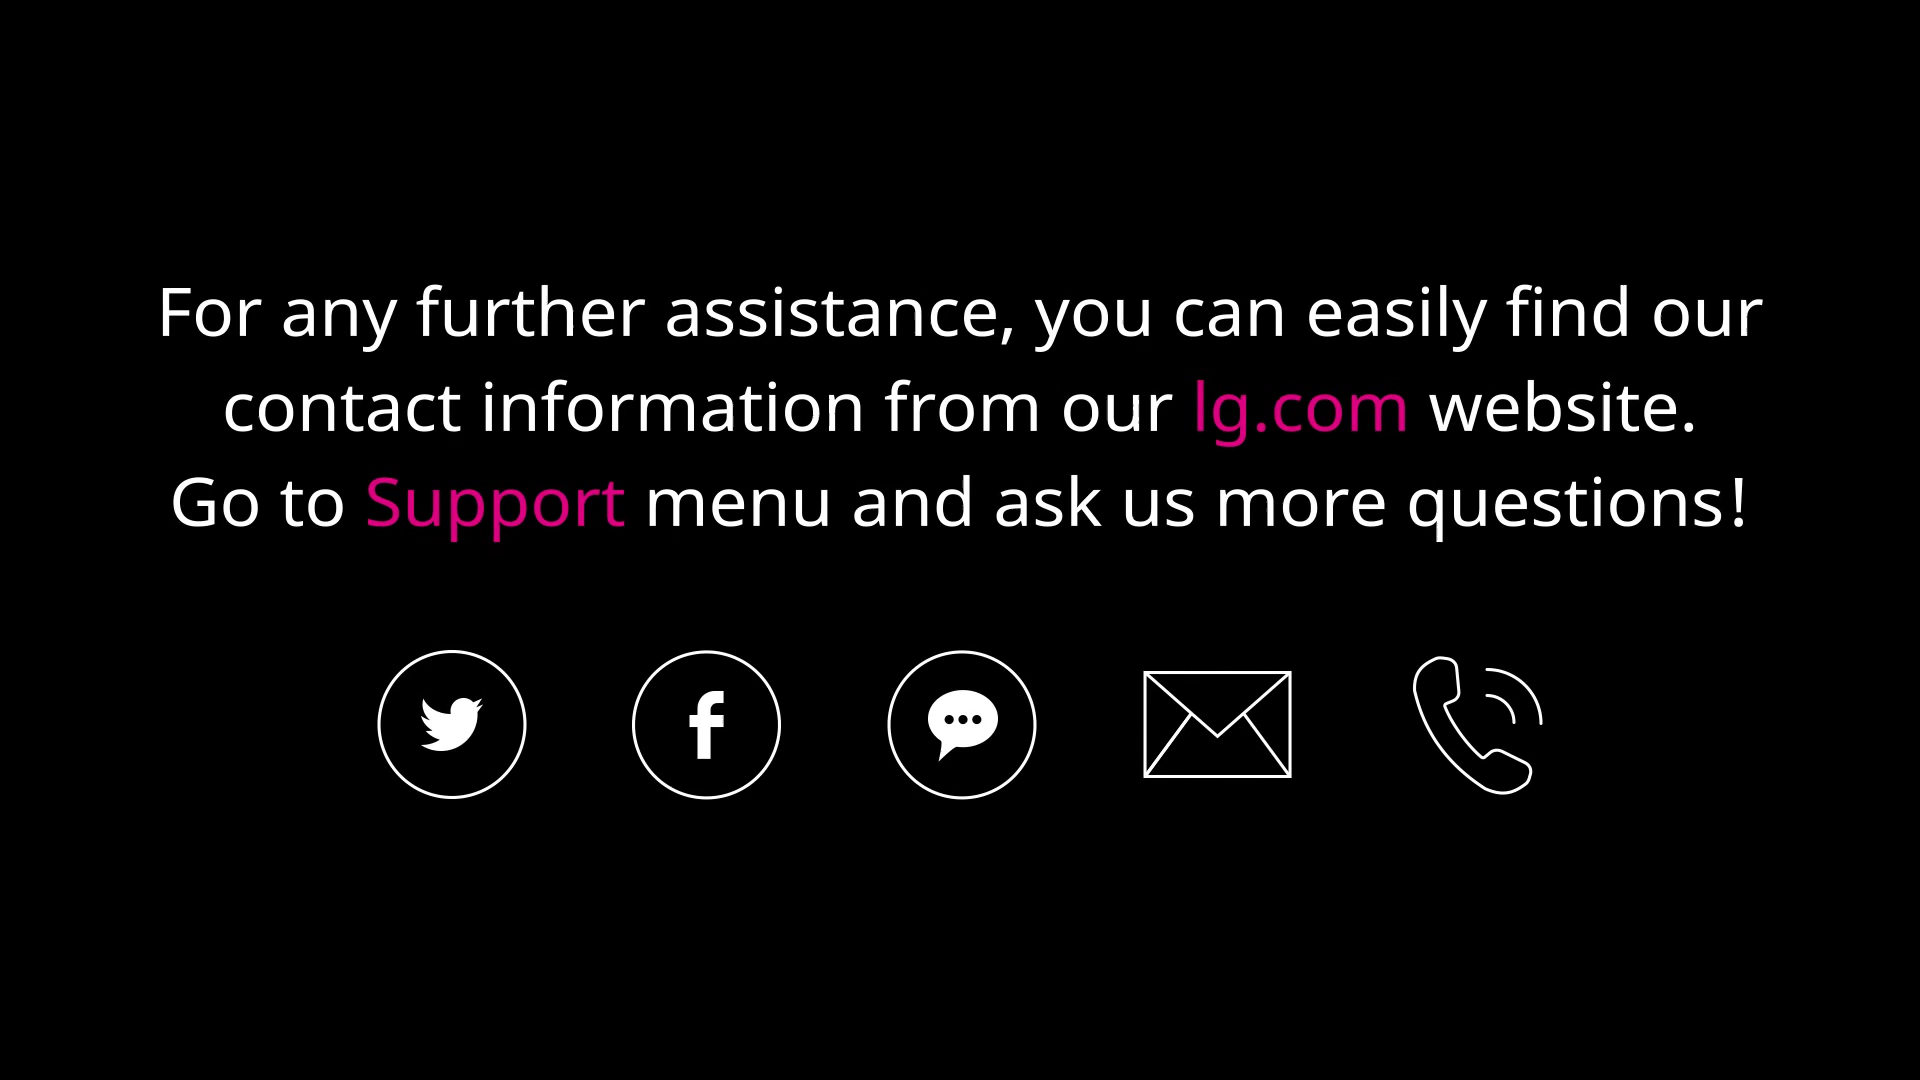 For any further assistance, you can easily find our
contact information from our lg.com website.
Go to Support menu and ask us more questions!